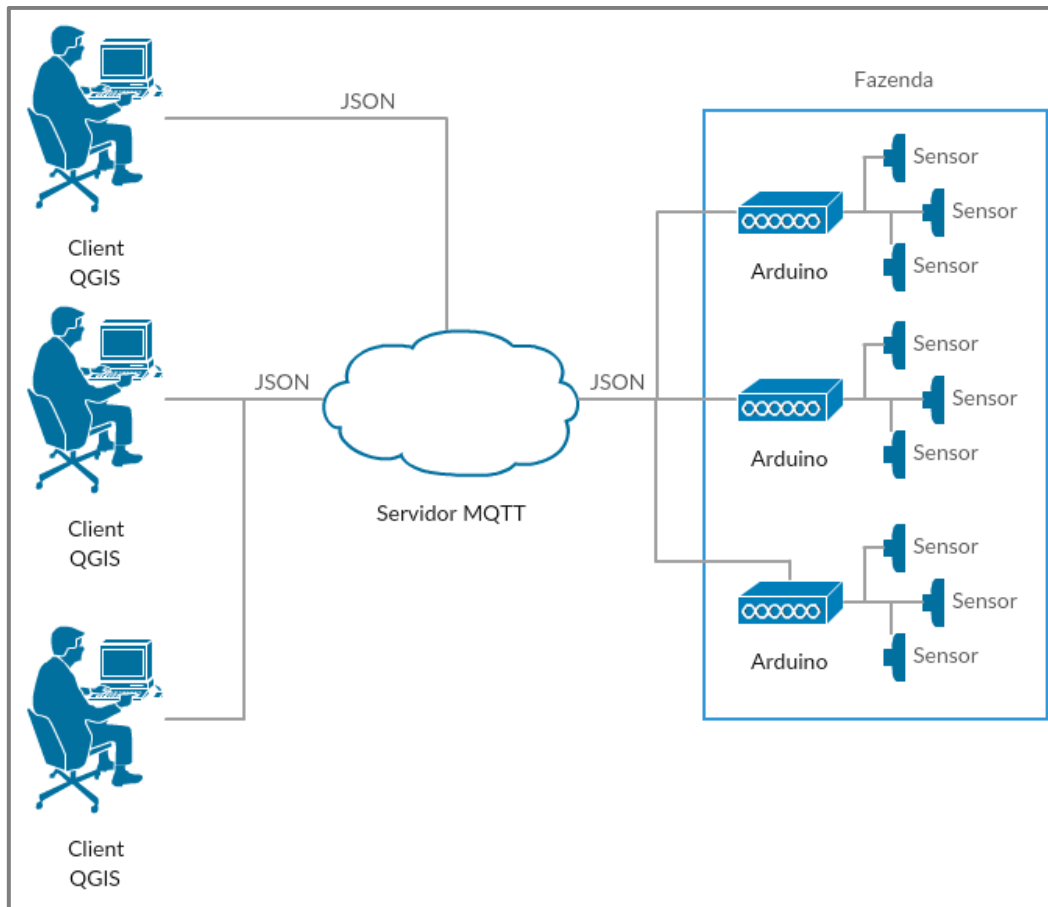 JSON
Client
QGIS
Client
QGIS
Client
QGIS
JSON
Servidor MQTT
JSON
Fazenda
Sensor
Sensor
Sensor
Arduino
Sensor
Sensor
Sensor
Arduino
Sensor
Sensor
Sensor
Arduino